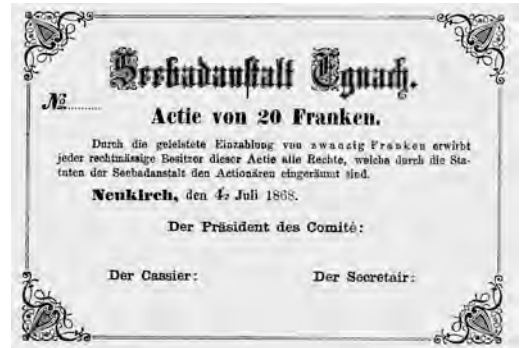 Seebadanstalt Egnach.
No
Actie von 20 Franken.
Durch die geleistete Einzahlung von zwanzig Franken erwirbt
jeder rechtmässige Besitzer dieser Actie alle Rechte, welche durch die Sta-
tuten der Seebadanstalt den Actionären eingeräumt sind.
Neukirch, den Juli 1868.
Der Präsident des Comité:
Der Cassier: Der Secretair: